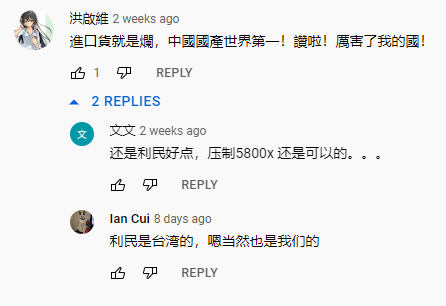 洪啟維 2 weeks ago
進口貨就是爛，中國國產世界第一！讚啦！厲害了我的國！
1 REPLY
2 REPLIES
文
文文 2 weeks ago
还是利民好点，压制5800x 还是可以的。。。
REPLY
Ian Cui 8 days ago
利民是台湾的，嗯当然也是我们的
REPLY